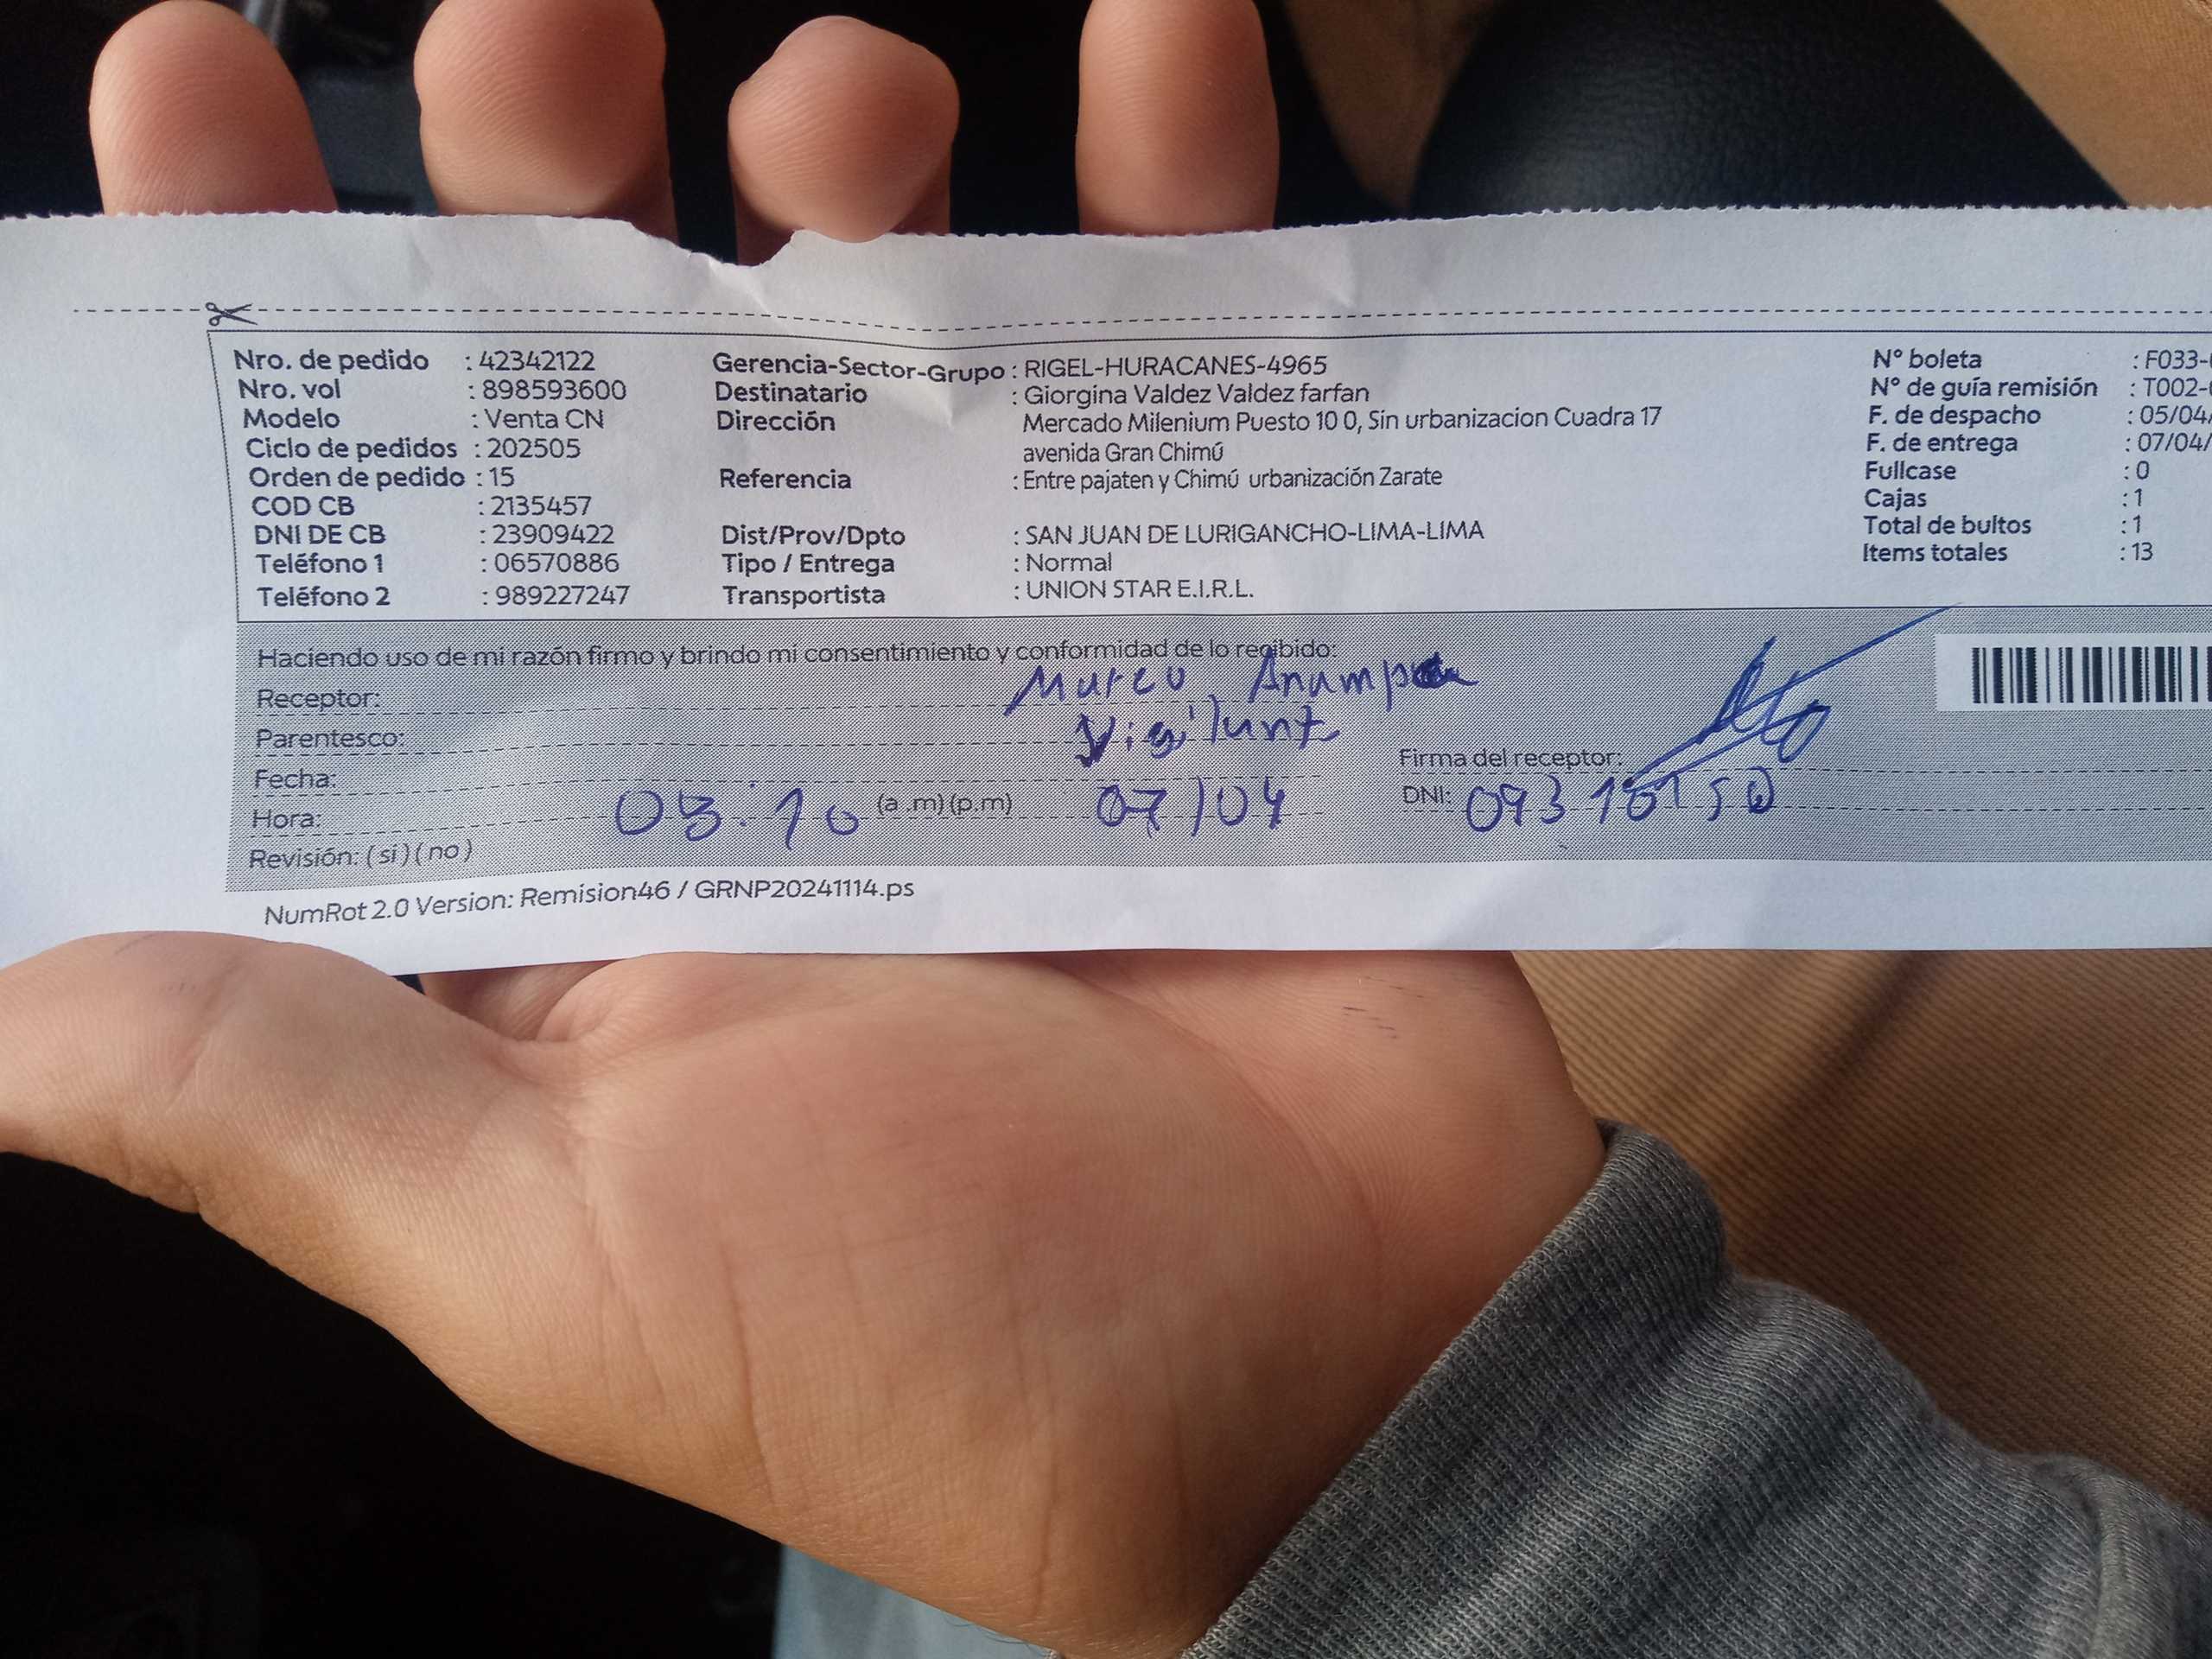 Nro. de pedido : 42342122
Nro. vol : 898593600
Modelo : Venta CN
Ciclo de pedidos : 202505
Orden de pedido : 15
COD CB : 2135457
DNI DE CB : 23909422
Teléfono 1 : 06570886
Teléfono 2 : 989227247
Gerencia-Sector-Grupo : RIGEL-HURACANES-4965
Destinatario : Giorgina Valdez Valdez farfan
Dirección Mercado Milenium Puesto 10 0, Sin urbanizacion Cuadra 17
avenida Gran Chimú
Referencia : Entre pajaten y Chimú urbanización Zarate
Dist/Prov/Dpto : SAN JUAN DE LURIGANCHO-LIMA-LIMA
Tipo / Entrega : Normal
Transportista : UNION STAR E.I.R.L.
N° boleta : F033-
N° de guía remisión : T002-
F. de despacho : 05/04/
F. de entrega : 07/04/
Fullcase : 0
Cajas : 1
Total de bultos : 1
Items totales : 13
Haciendo uso de mi razón firmo y brindo mi consentimiento y conformidad de lo recibido:
Receptor:
Parentesco:
Fecha: 07/04
Hora: (a .m) (p.m)
Revisión: ( si ) ( no )
Firma del receptor:
DNI:
NumRot 2.0 Version: Remision46 / GRNP20241114.ps